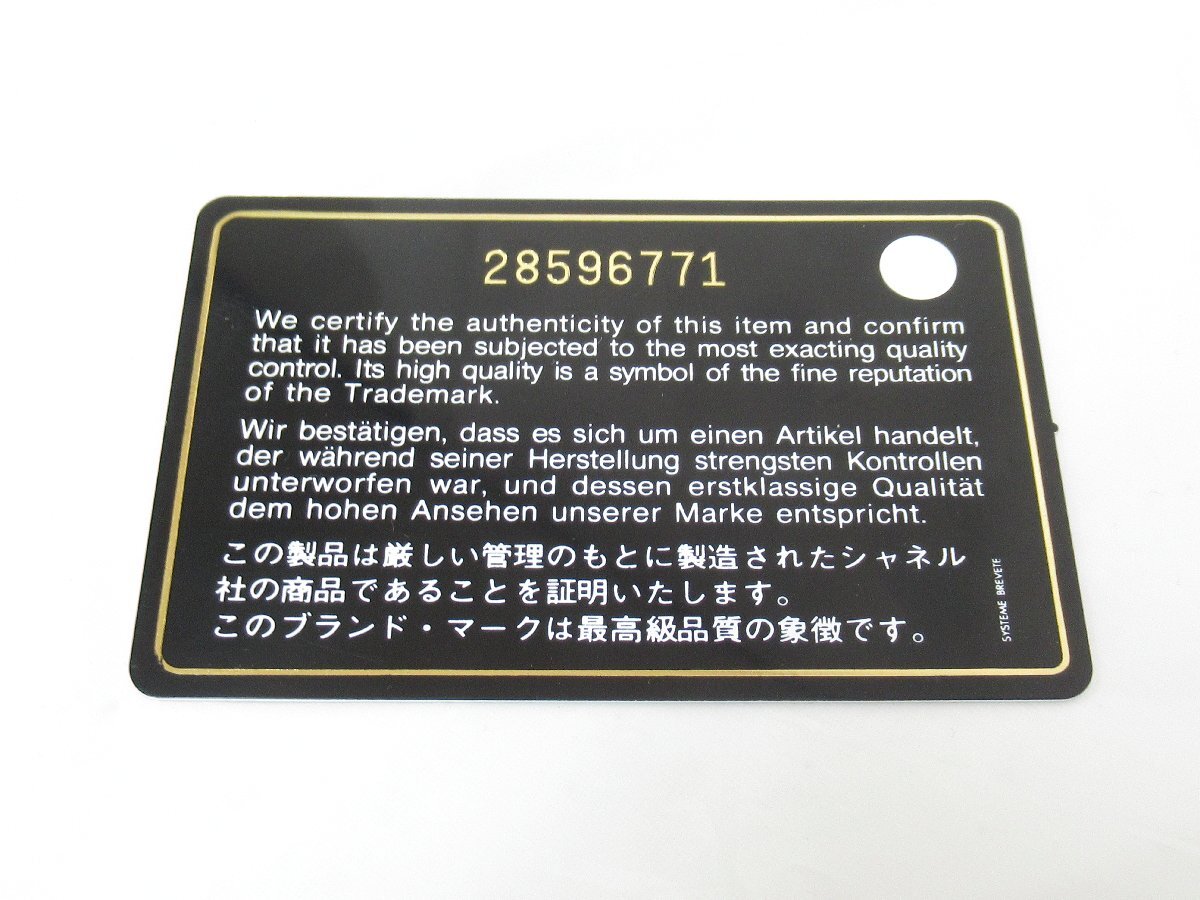 28596771
We certify the authenticity of this item and confirm
that it has been subjected to the most exacting quality
control. Its high quality is a symbol of the fine reputation
of the Trademark.
Wir bestätigen, dass es sich um einen Artikel handelt,
der während seiner Herstellung strengsten Kontrollen
unterworfen war, und dessen erstklassige Qualität
dem hohen Ansehen unserer Marke entspricht.
この製品は厳しい管理のもとに製造されたシャネル
社の商品であることを証明いたします。
このブランド・マークは最高級品質の象徴です。
SYSTEME BREVETE